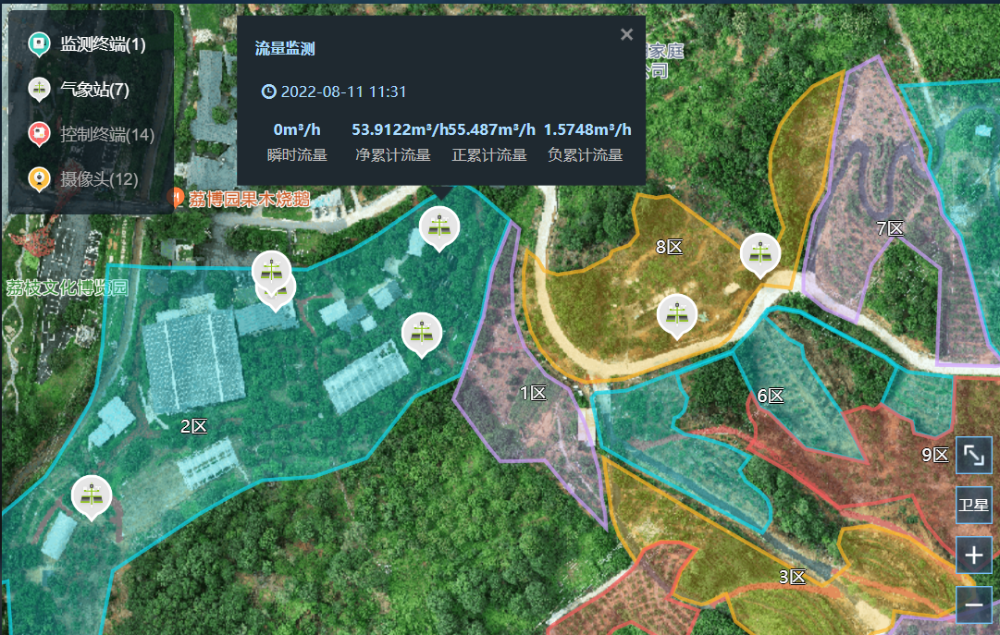 监测终端(1)
气象站(7)
控制终端(14)
摄像头(12)
流量监测
×
2022-08-11 11:31
0m³/h 53.9122m³/h 55.487m³/h 1.5748m³/h
瞬时流量 净累计流量 正累计流量 负累计流量
家庭
公司
荔博园果木烧鹅
荔枝文化博览园
7区
8区
1区
6区
2区
9区
卫星
+
3区
−